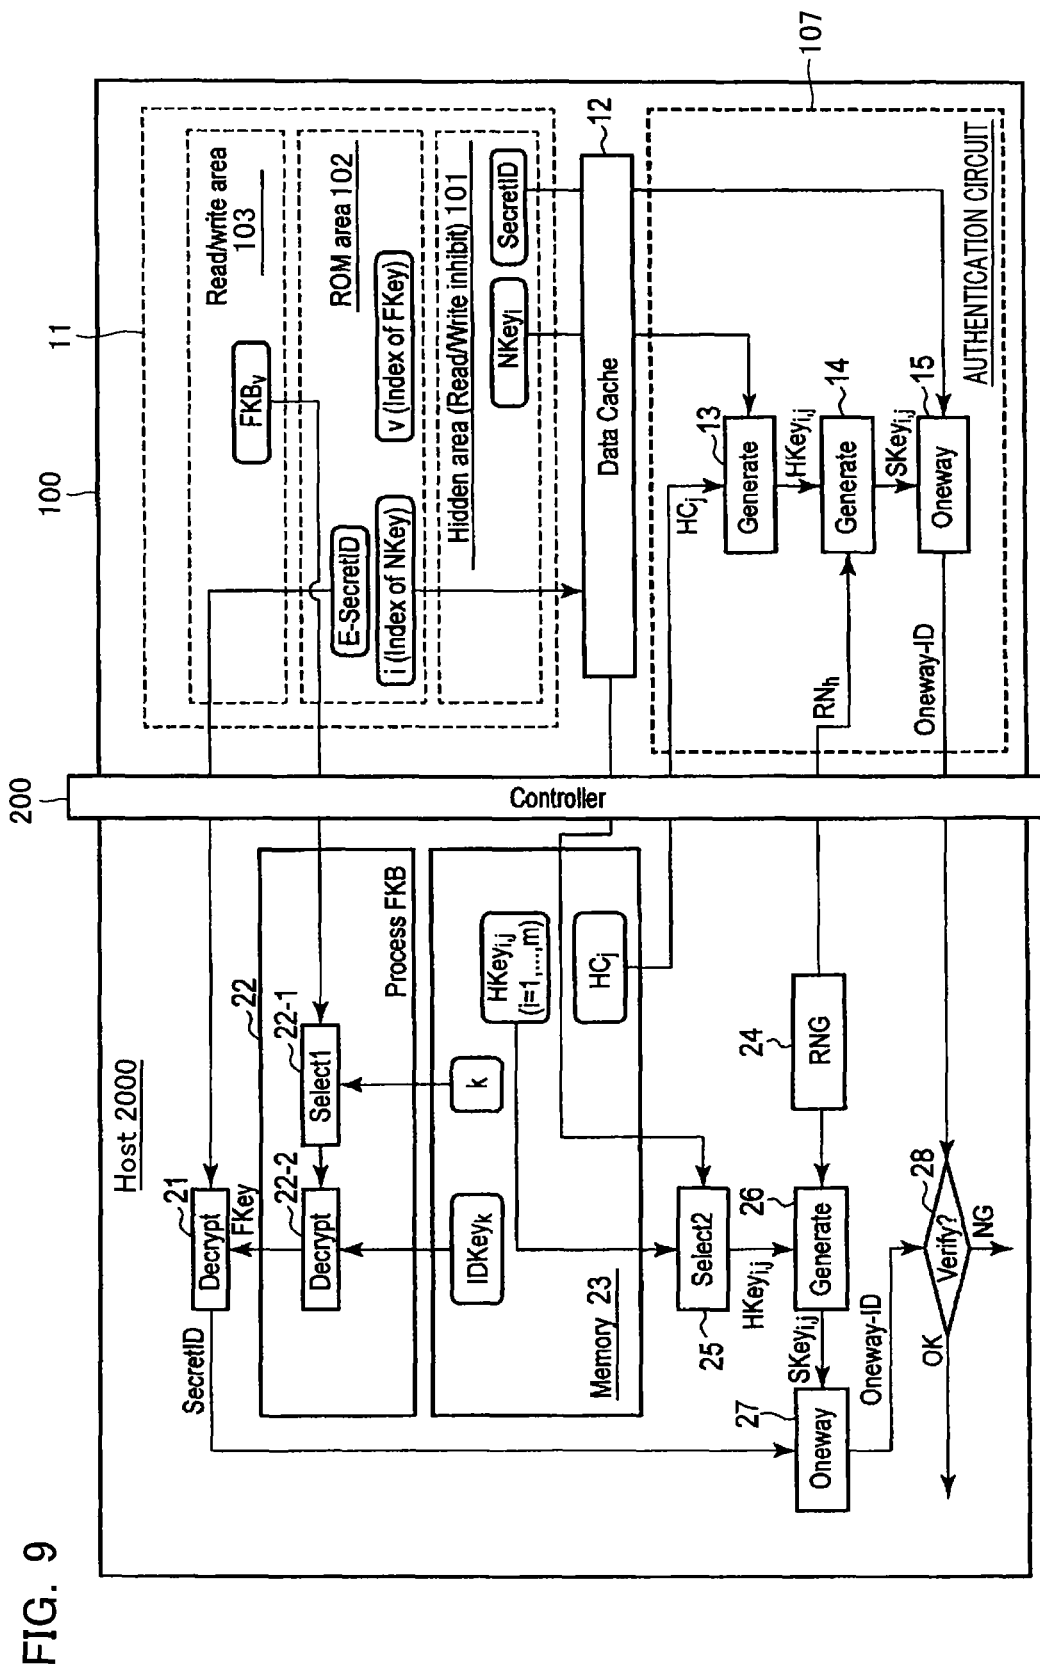 FIG. 9
Host 2000
200
100
11
Read/write area
103
FKBv
ROM area 102
E-SecretID
i (Index of NKey)
v (Index of FKey)
Hidden area (Read/Write inhibit) 101
NKeyi
SecretID
Data Cache
12
107
AUTHENTICATION CIRCUIT
HCj
13
Generate
HKeyi,j
14
Generate
RNh
SKeyi,j
15
Oneway
Oneway-ID
Controller
SecretID
21
Decrypt
FKey
22
Process FKB
22-1
Select1
22-2
Decrypt
Memory 23
IDKeyk
k
HKeyi,j
(i=1,...,m)
HCj
25
Select2
HKeyi,j
24
RNG
26
Generate
SKeyi,j
27
Oneway
Oneway-ID
28
Verify?
OK
NG